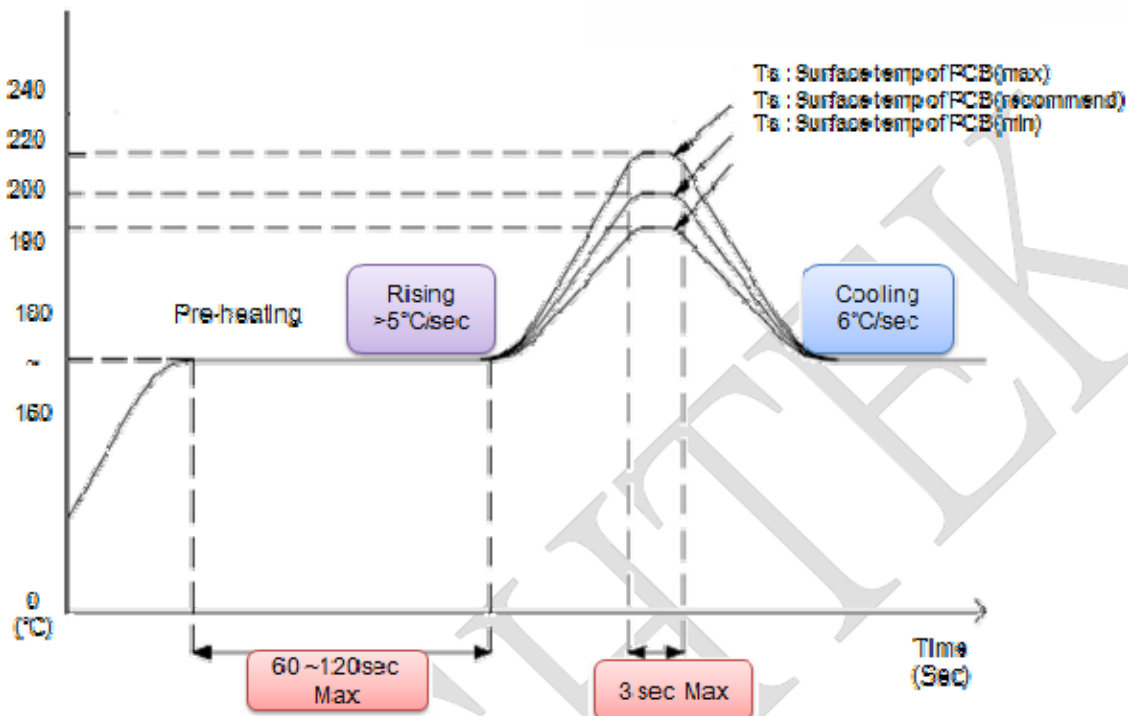 240
220
200
190
180
~
160
0
(℃)
Ts : Surface temp of PCB(max)
Ts : Surface temp of PCB(recommend)
Ts : Surface temp of PCB(min)
Pre-heating
Riising
>5℃/sec
Cooling
6℃/sec
60 ~120sec
Max
3 sec Max
Time
(Sec)